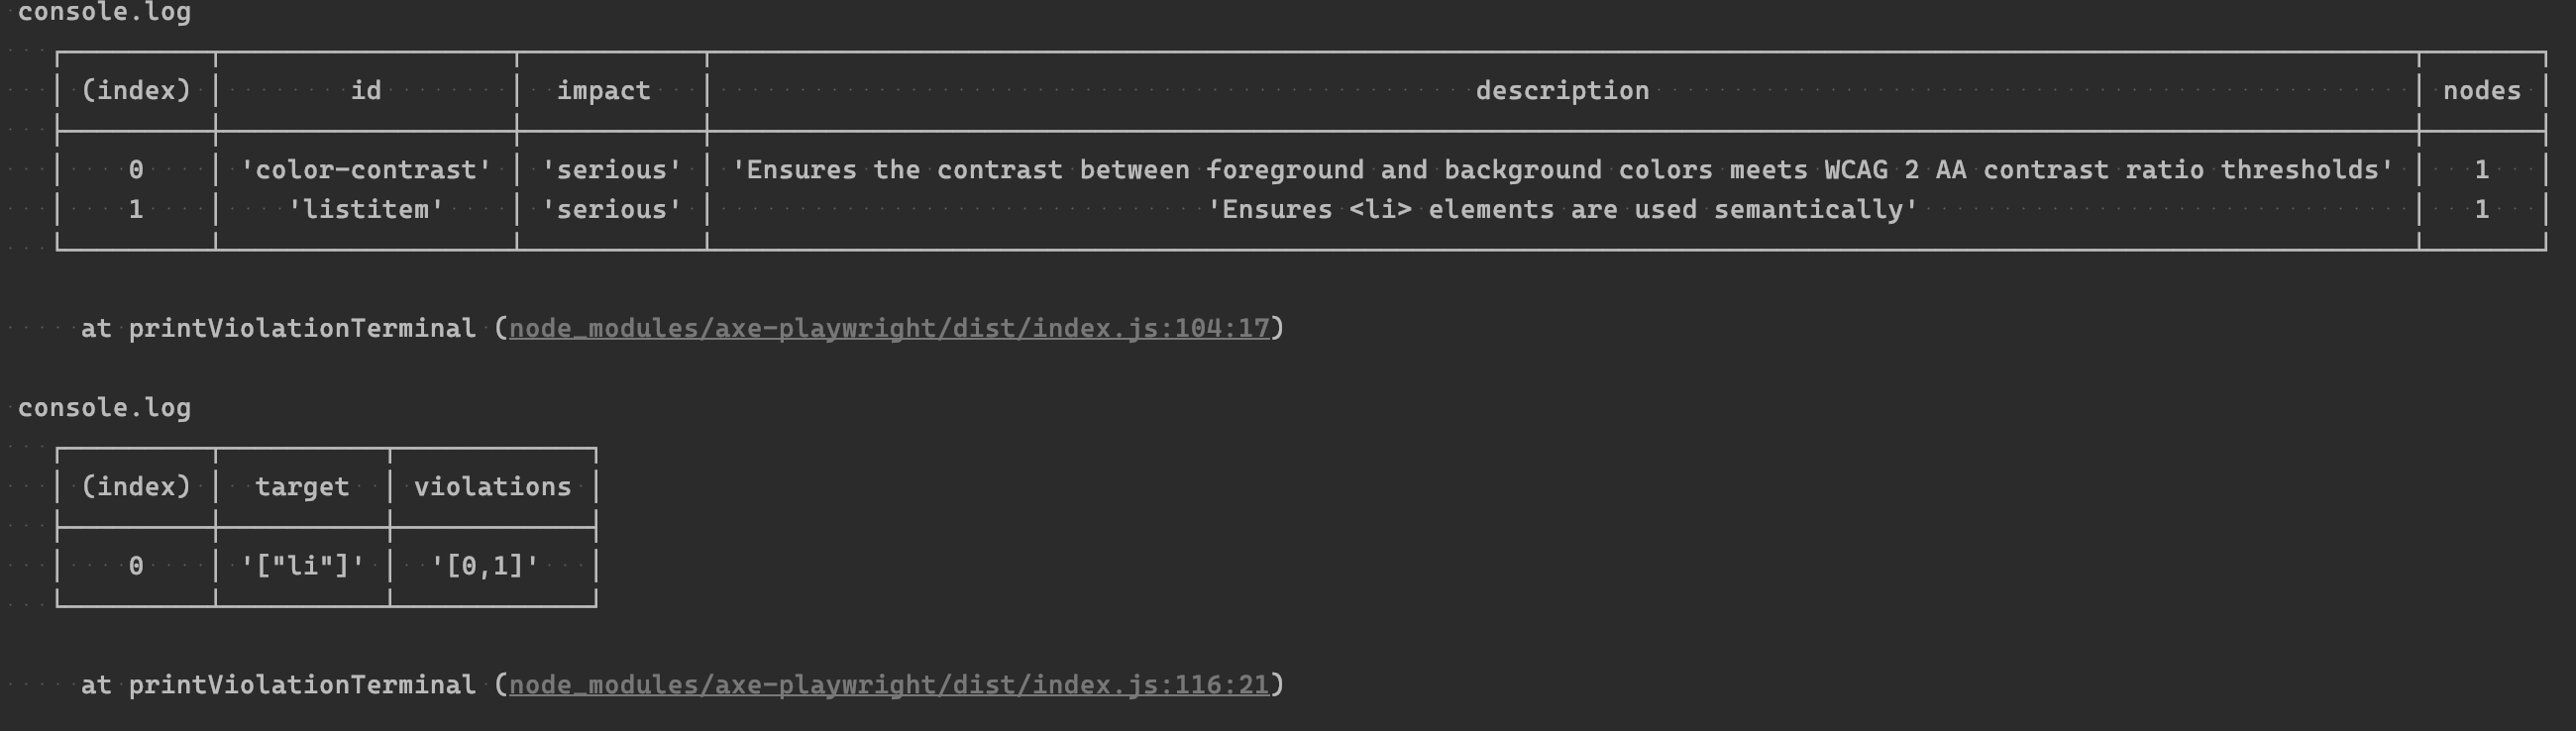 console.log
(index) id impact description nodes
0 'color-contrast' 'serious' 'Ensures the contrast between foreground and background colors meets WCAG 2 AA contrast ratio thresholds' 1
1 'listitem' 'serious' 'Ensures <li> elements are used semantically' 1
at printViolationTerminal (node_modules/axe-playwright/dist/index.js:104:17)
console.log
(index) target violations
0 '["li"]' '[0,1]'
at printViolationTerminal (node_modules/axe-playwright/dist/index.js:116:21)